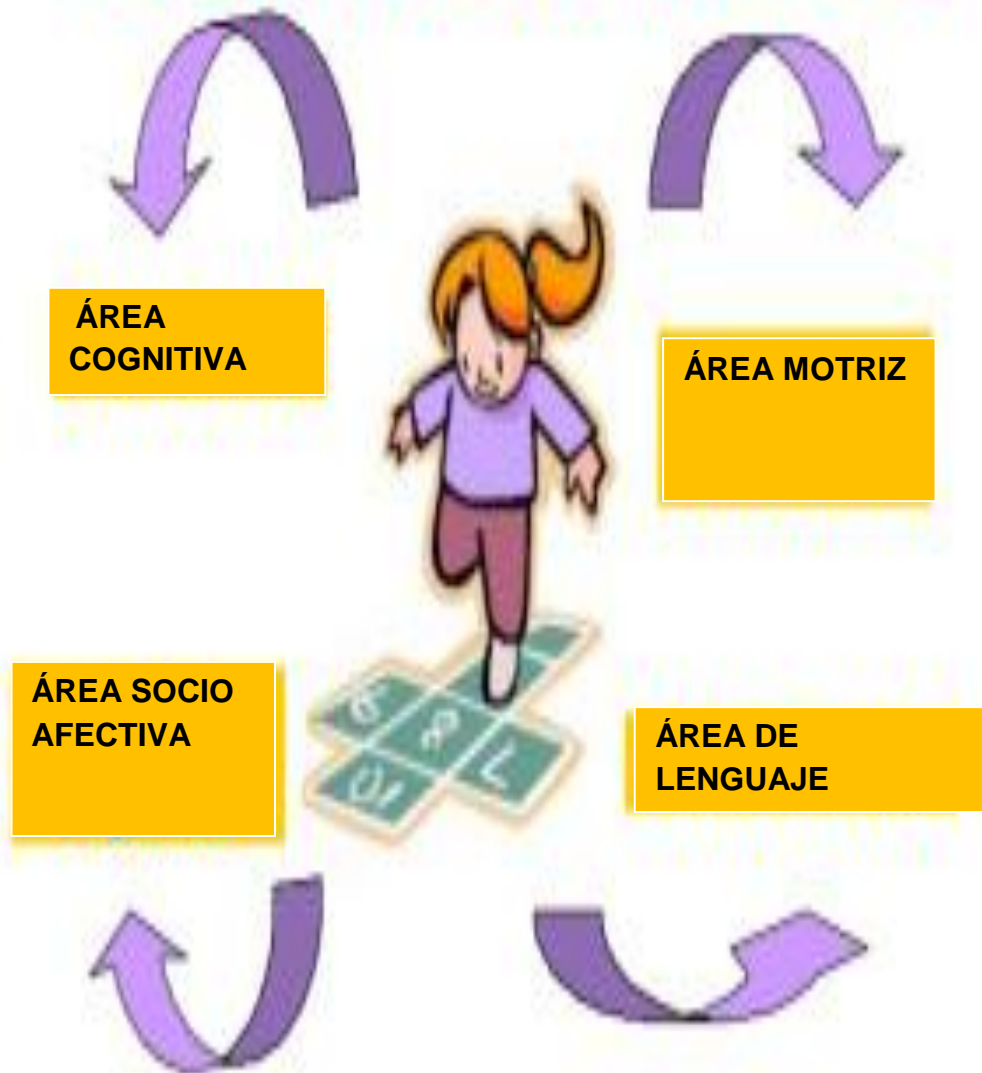 ÁREA
COGNITIVA
ÁREA MOTRIZ
ÁREA SOCIO
AFECTIVA
ÁREA DE
LENGUAJE